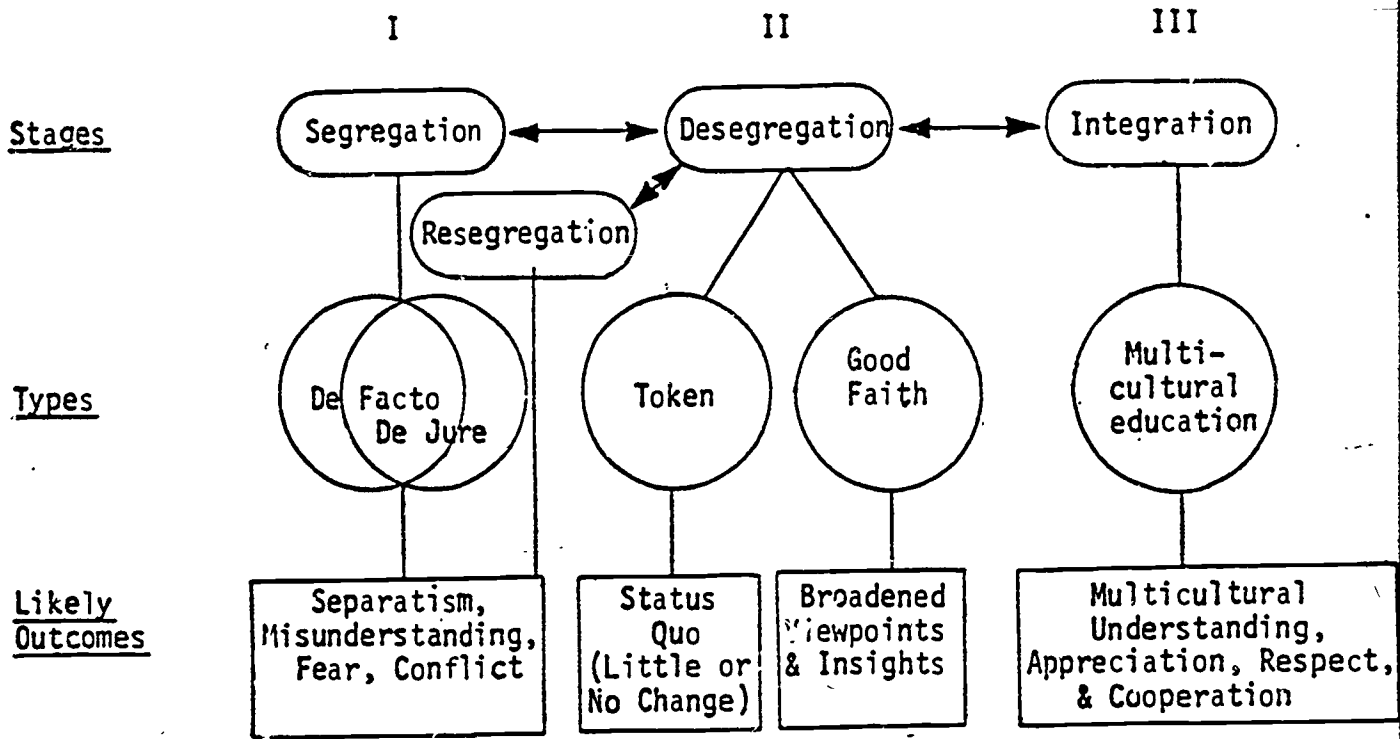 I II III
Stages
Segregation Desegregation Integration
Resegregation
Types
De Facto
De Jure
Token
Good
Faith
Multi-
cultural
education
Likely
Outcomes
Separatism,
Misunderstanding,
Fear, Conflict
Status
Quo
(Little or
No Change)
Broadened
Viewpoints
& Insights
Multicultural
Understanding,
Appreciation, Respect,
& Cooperation